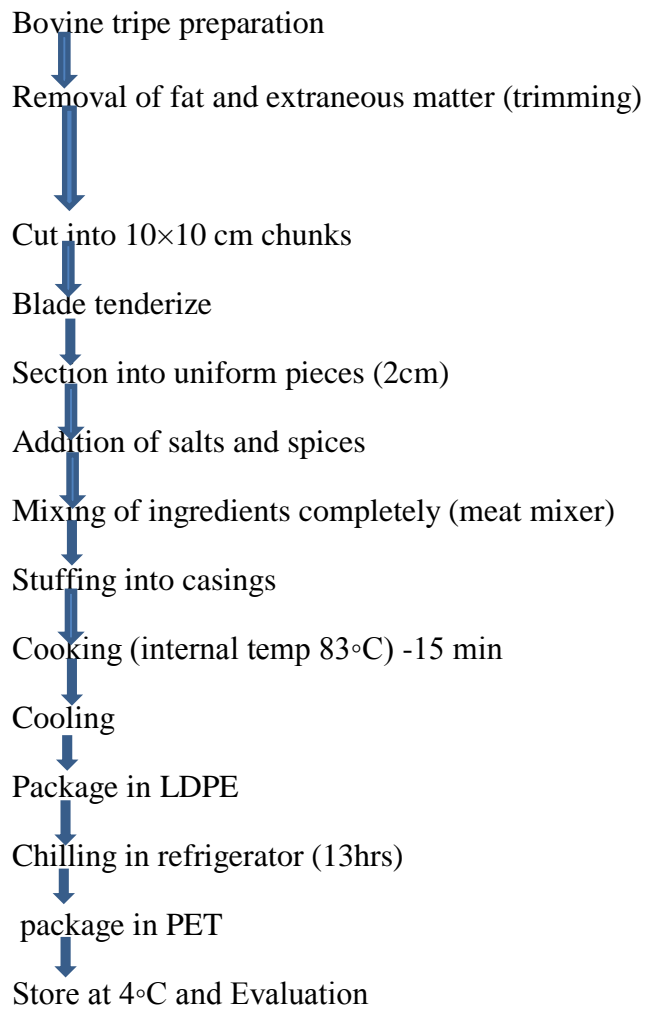 Bovine tripe preparation
Removal of fat and extraneous matter (trimming)
Cut into 10×10 cm chunks
Blade tenderize
Section into uniform pieces (2cm)
Addition of salts and spices
Mixing of ingredients completely (meat mixer)
Stuffing into casings
Cooking (internal temp 83◦C) -15 min
Cooling
Package in LDPE
Chilling in refrigerator (13hrs)
package in PET
Store at 4◦C and Evaluation